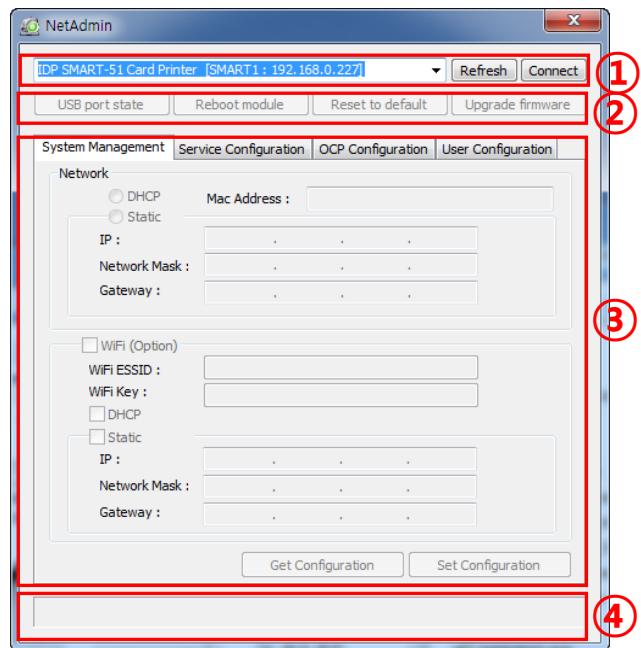 NetAdmin
IDP SMART-51 Card Printer [SMART1 : 192.168.0.227] Refresh Connect
①
USB port state Reboot module Reset to default Upgrade firmware
②
System Management Service Configuration OCP Configuration User Configuration
Network
DHCP Mac Address :
Static
IP : . . .
Network Mask : . . .
Gateway : . . .
③
WiFi (Option)
WiFi ESSID :
WiFi Key :
DHCP
Static
IP : . . .
Network Mask : . . .
Gateway : . . .
Get Configuration Set Configuration
④